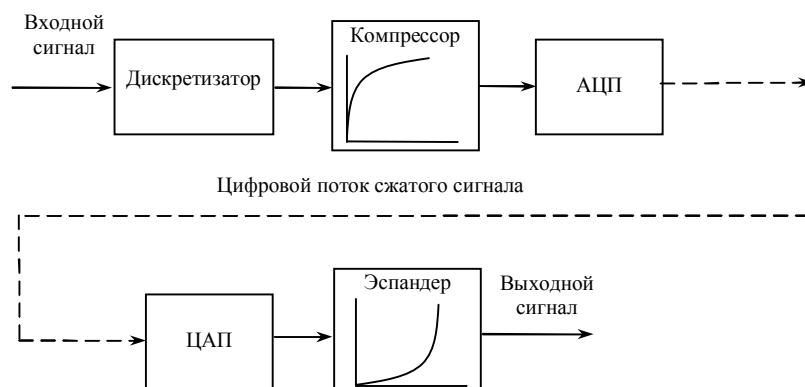 Входной
сигнал
Дискретизатор
Компрессор
АЦП
Цифровой поток сжатого сигнала
ЦАП
Эспандер
Выходной
сигнал